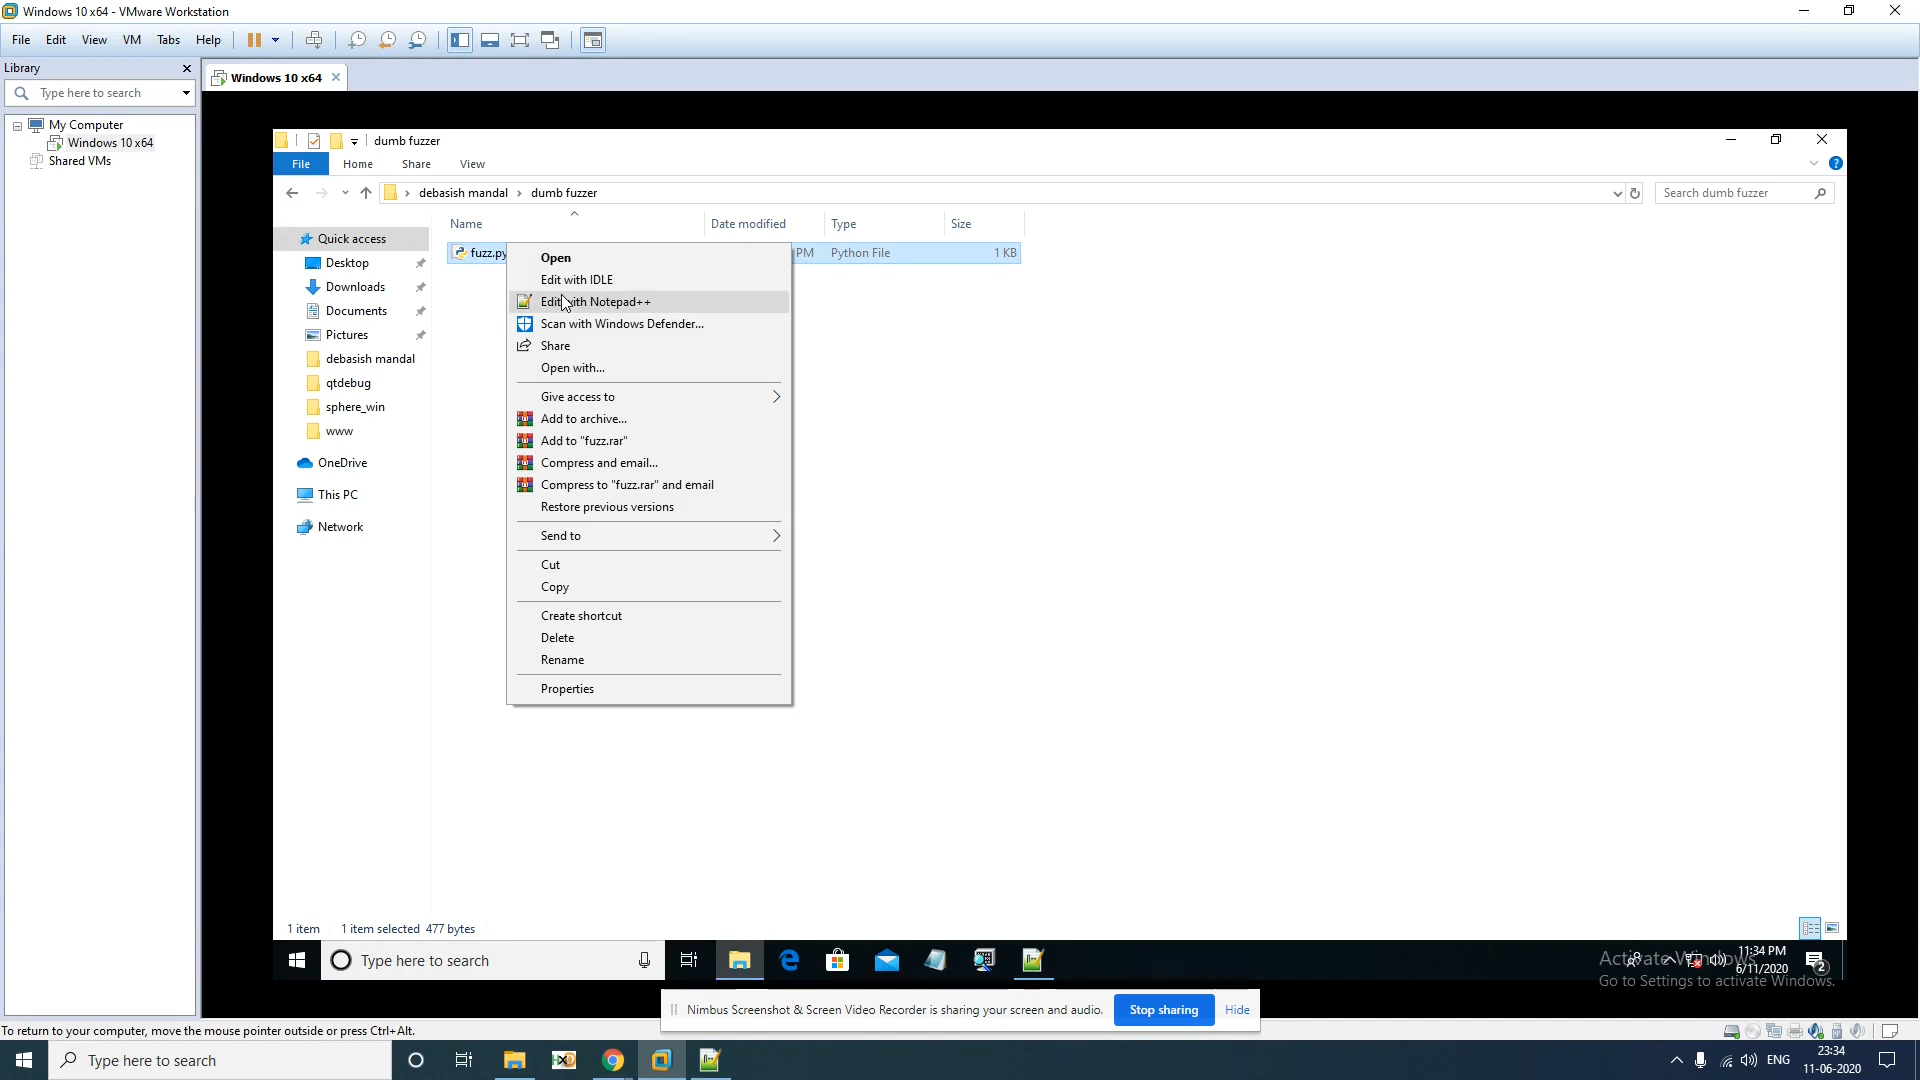 Windows 10 x64 - VMware Workstation
File Edit View VM Tabs Help
Library
Windows 10 x64
Type here to search
My Computer
Windows 10 x64
Shared VMs
dumb fuzzer
File Home Share View
debasish mandal dumb fuzzer
Search dumb fuzzer
Name Date modified Type Size
Quick access
Desktop
Downloads
Documents
Pictures
debasish mandal
qtdebug
sphere_win
www
OneDrive
This PC
Network
fuzz.py PM Python File 1 KB
Open
Edit with IDLE
Edit with Notepad++
Scan with Windows Defender...
Share
Open with...
Give access to
Add to archive...
Add to "fuzz.rar"
Compress and email...
Compress to "fuzz.rar" and email
Restore previous versions
Send to
Cut
Copy
Create shortcut
Delete
Rename
Properties
1 item 1 item selected 477 bytes
Activate Windows
Go to Settings to activate Windows.
Type here to search
11:34 PM
6/11/2020
2
Nimbus Screenshot & Screen Video Recorder is sharing your screen and audio. Stop sharing Hide
To return to your computer, move the mouse pointer outside or press Ctrl+Alt.
Type here to search
ENG
23:34
11-06-2020